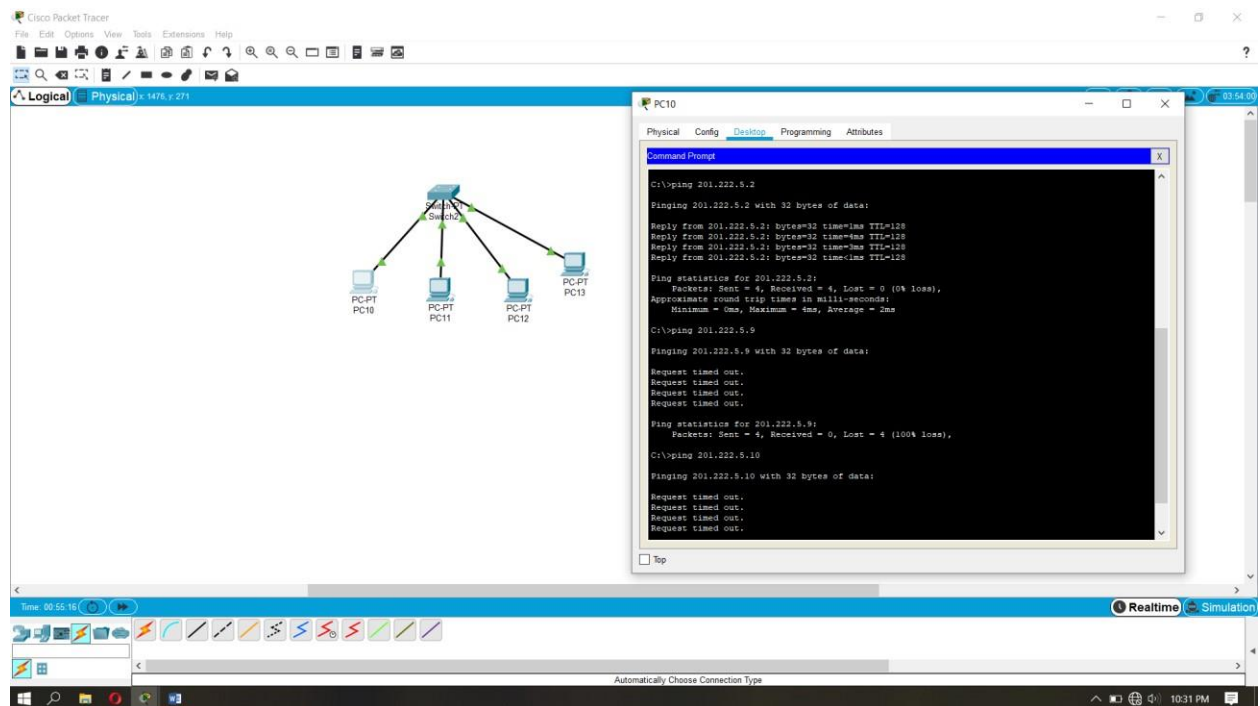 Cisco Packet Tracer
File Edit Options View Tools Extensions Help
?
Logical Physical x: 1476, y: 271
03:54:00
PC10
Physical Config Desktop Programming Attributes
Command Prompt
X
C:\>ping 201.222.5.2
Pinging 201.222.5.2 with 32 bytes of data:
Reply from 201.222.5.2: bytes=32 time=1ms TTL=128
Reply from 201.222.5.2: bytes=32 time=4ms TTL=128
Reply from 201.222.5.2: bytes=32 time=3ms TTL=128
Reply from 201.222.5.2: bytes=32 time<1ms TTL=128
Ping statistics for 201.222.5.2:
Packets: Sent = 4, Received = 4, Lost = 0 (0% loss),
Approximate round trip times in milli-seconds:
Minimum = 0ms, Maximum = 4ms, Average = 2ms
C:\>ping 201.222.5.9
Pinging 201.222.5.9 with 32 bytes of data:
Request timed out.
Request timed out.
Request timed out.
Request timed out.
Ping statistics for 201.222.5.9:
Packets: Sent = 4, Received = 0, Lost = 4 (100% loss),
C:\>ping 201.222.5.10
Pinging 201.222.5.10 with 32 bytes of data:
Request timed out.
Request timed out.
Request timed out.
Request timed out.
Top
Switch-PT
Switch2
PC-PT
PC10
PC-PT
PC11
PC-PT
PC12
PC-PT
PC13
Time: 00:55:16
Realtime Simulation
Automatically Choose Connection Type
10:31 PM